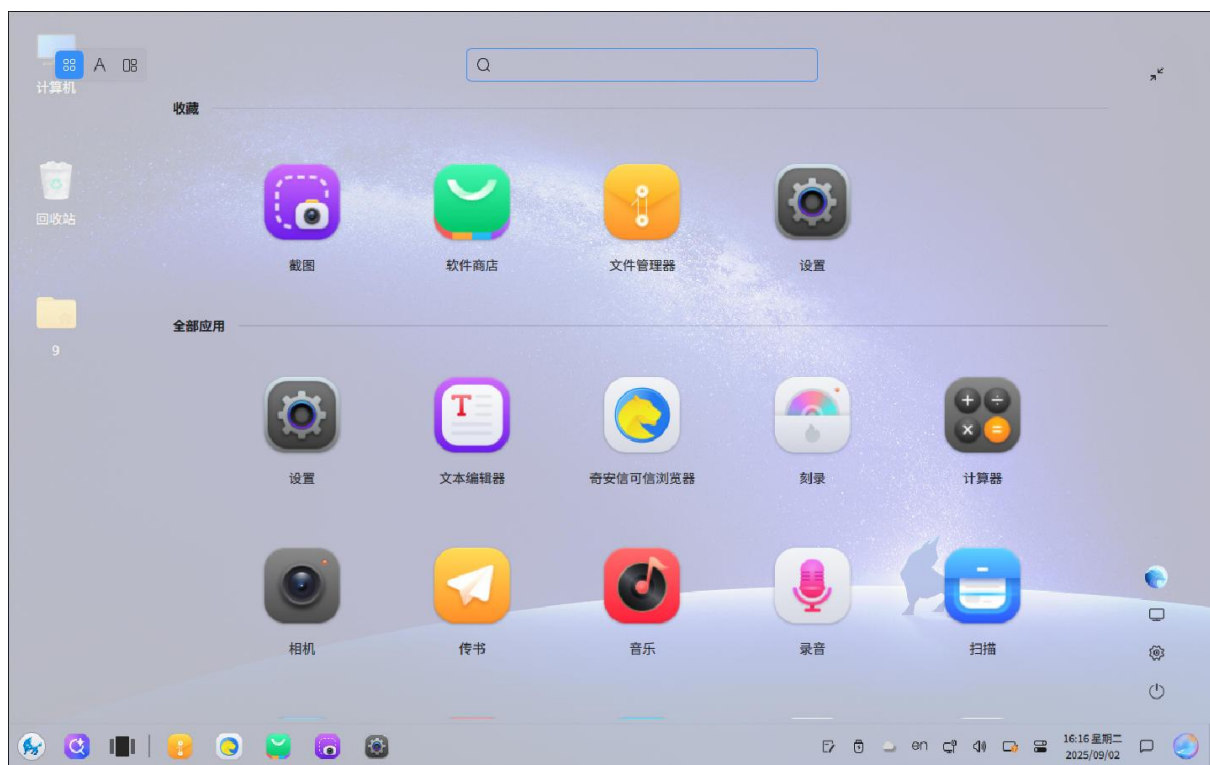 计算机
收藏
回收站
截图
软件商店
文件管理器
设置
全部应用
9
设置
文本编辑器
奇安信可信浏览器
刻录
计算器
相机
传书
音乐
录音
扫描
en
16:16 星期二
2025/09/02